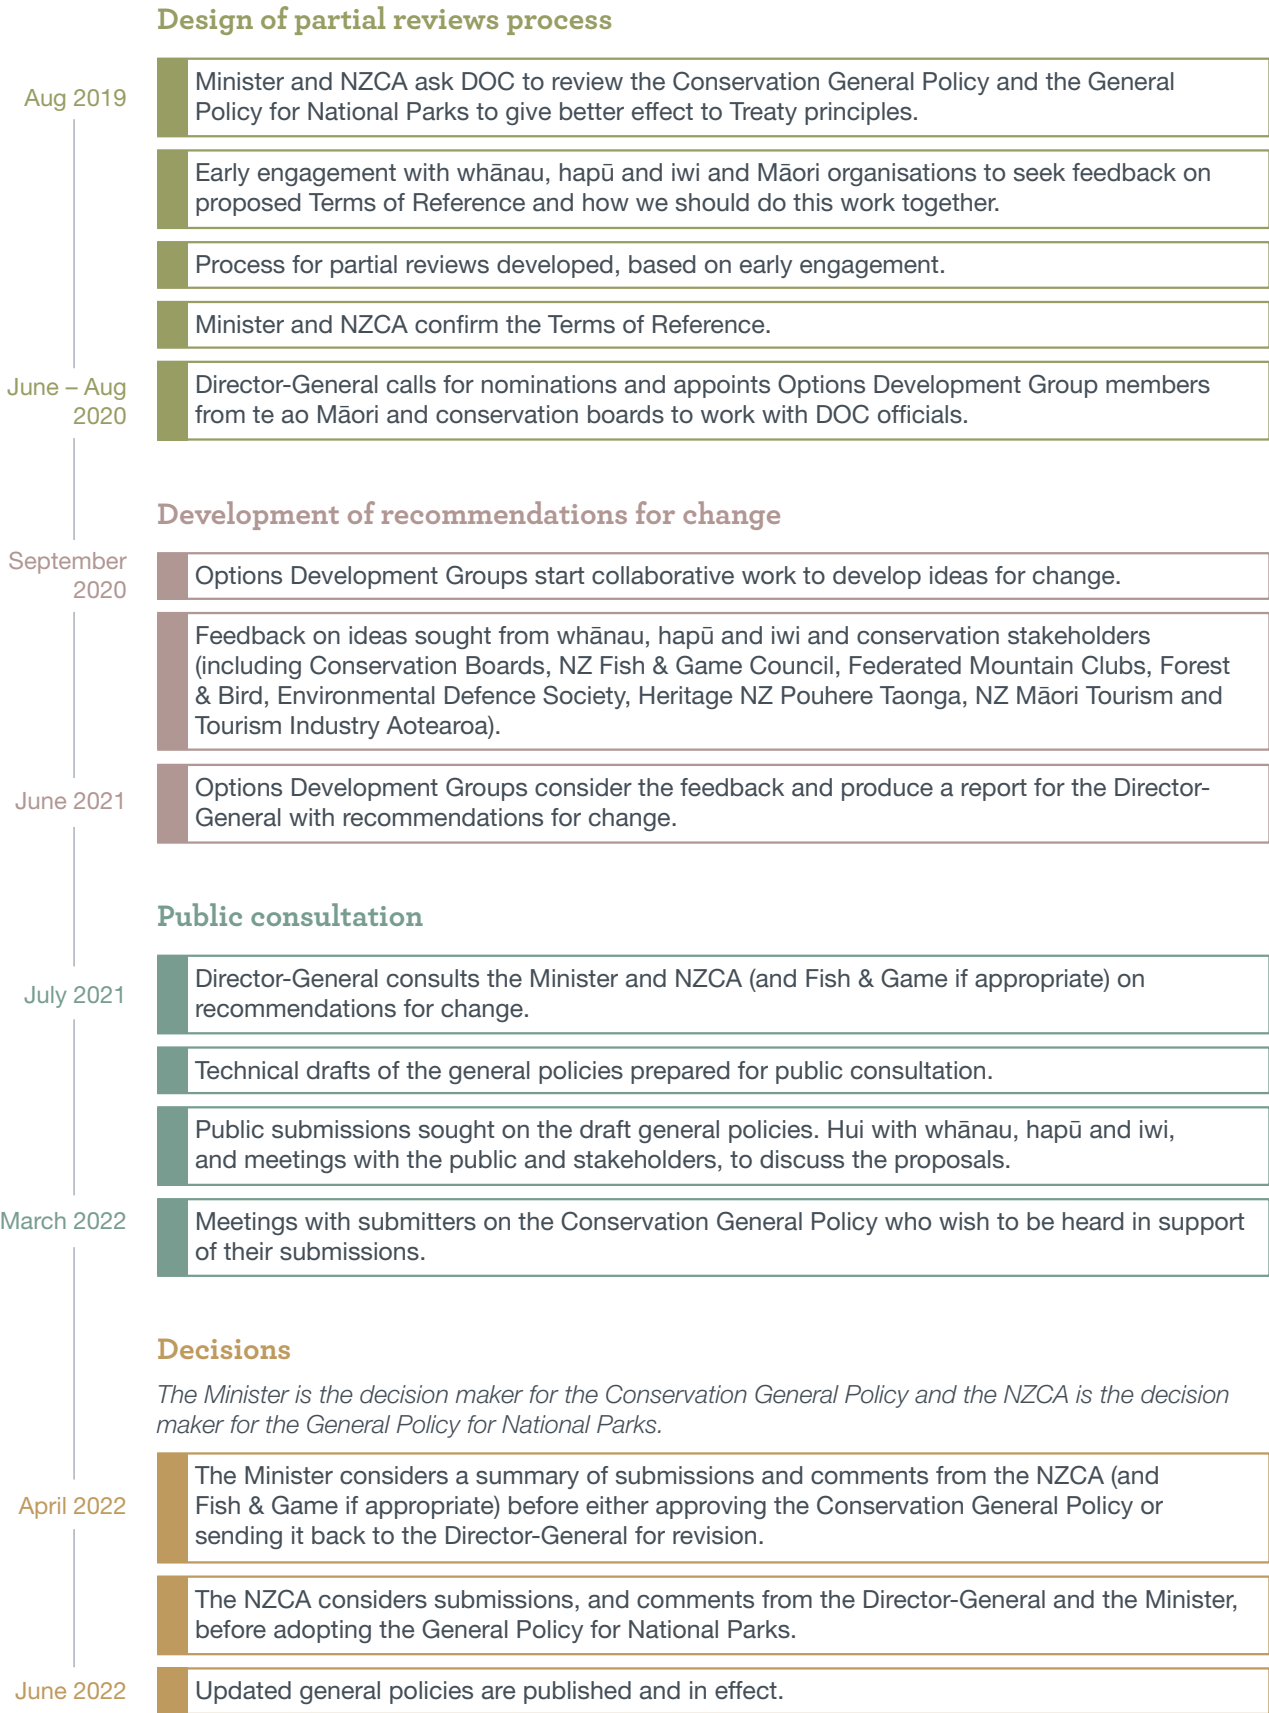 Design of partial reviews process
Aug 2019
Minister and NZCA ask DOC to review the Conservation General Policy and the General
Policy for National Parks to give better effect to Treaty principles.
Early engagement with whānau, hapū and iwi and Māori organisations to seek feedback on
proposed Terms of Reference and how we should do this work together.
Process for partial reviews developed, based on early engagement.
Minister and NZCA confirm the Terms of Reference.
June – Aug
2020
Director-General calls for nominations and appoints Options Development Group members
from te ao Māori and conservation boards to work with DOC officials.
Development of recommendations for change
September
2020
Options Development Groups start collaborative work to develop ideas for change.
Feedback on ideas sought from whānau, hapū and iwi and conservation stakeholders
(including Conservation Boards, NZ Fish & Game Council, Federated Mountain Clubs, Forest
& Bird, Environmental Defence Society, Heritage NZ Pouhere Taonga, NZ Māori Tourism and
Tourism Industry Aotearoa).
June 2021
Options Development Groups consider the feedback and produce a report for the Director-
General with recommendations for change.
Public consultation
July 2021
Director-General consults the Minister and NZCA (and Fish & Game if appropriate) on
recommendations for change.
Technical drafts of the general policies prepared for public consultation.
Public submissions sought on the draft general policies. Hui with whānau, hapū and iwi,
and meetings with the public and stakeholders, to discuss the proposals.
March 2022
Meetings with submitters on the Conservation General Policy who wish to be heard in support
of their submissions.
Decisions
The Minister is the decision maker for the Conservation General Policy and the NZCA is the decision
maker for the General Policy for National Parks.
April 2022
The Minister considers a summary of submissions and comments from the NZCA (and
Fish & Game if appropriate) before either approving the Conservation General Policy or
sending it back to the Director-General for revision.
The NZCA considers submissions, and comments from the Director-General and the Minister,
before adopting the General Policy for National Parks.
June 2022
Updated general policies are published and in effect.